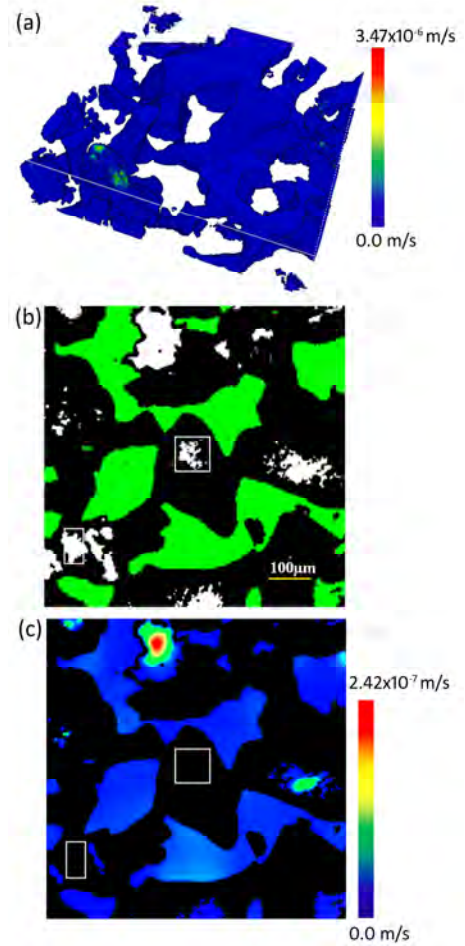 (a)
3.47x10⁻⁶ m/s
0.0 m/s
(b)
100µm
(c)
2.42x10⁻⁷ m/s
0.0 m/s